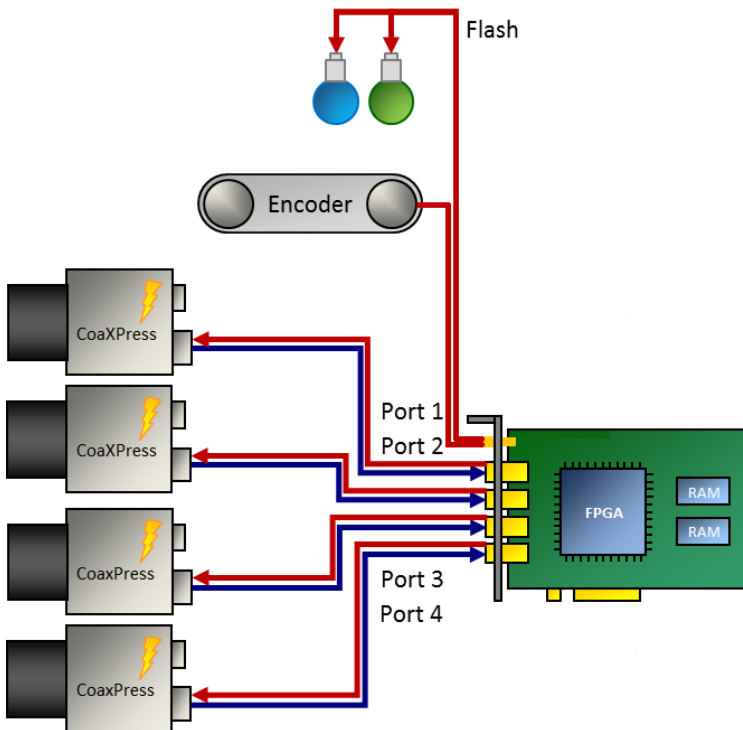 Flash
Encoder
CoaXPress
Port 1
CoaXPress
Port 2
RAM
FPGA
RAM
CoaxPress
Port 3
Port 4
CoaxPress